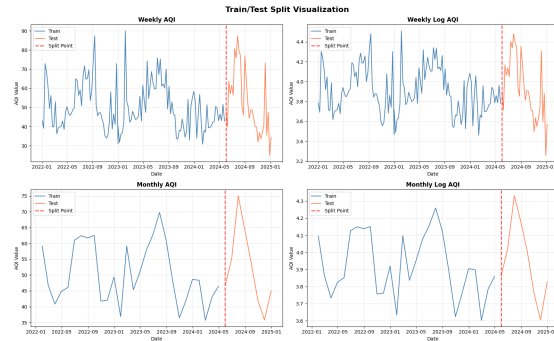 Train/Test Split Visualization
Weekly AQI
AQI Value
90
80
70
60
50
40
30
Train
Test
Split Point
2022-01 2022-05 2022-09 2023-01 2023-05 2023-09 2024-01 2024-05 2024-09 2025-01
Date
Weekly Log AQI
AQI Value
4.4
4.2
4.0
3.8
3.6
3.4
3.2
Train
Test
Split Point
2022-01 2022-05 2022-09 2023-01 2023-05 2023-09 2024-01 2024-05 2024-09 2025-01
Date
Monthly AQI
AQI Value
75
70
65
60
55
50
45
40
35
Train
Test
Split Point
2022-01 2022-05 2022-09 2023-01 2023-05 2023-09 2024-01 2024-05 2024-09 2025-01
Date
Monthly Log AQI
AQI Value
4.3
4.2
4.1
4.0
3.9
3.8
3.7
3.6
Train
Test
Split Point
2022-01 2022-05 2022-09 2023-01 2023-05 2023-09 2024-01 2024-05 2024-09 2025-01
Date